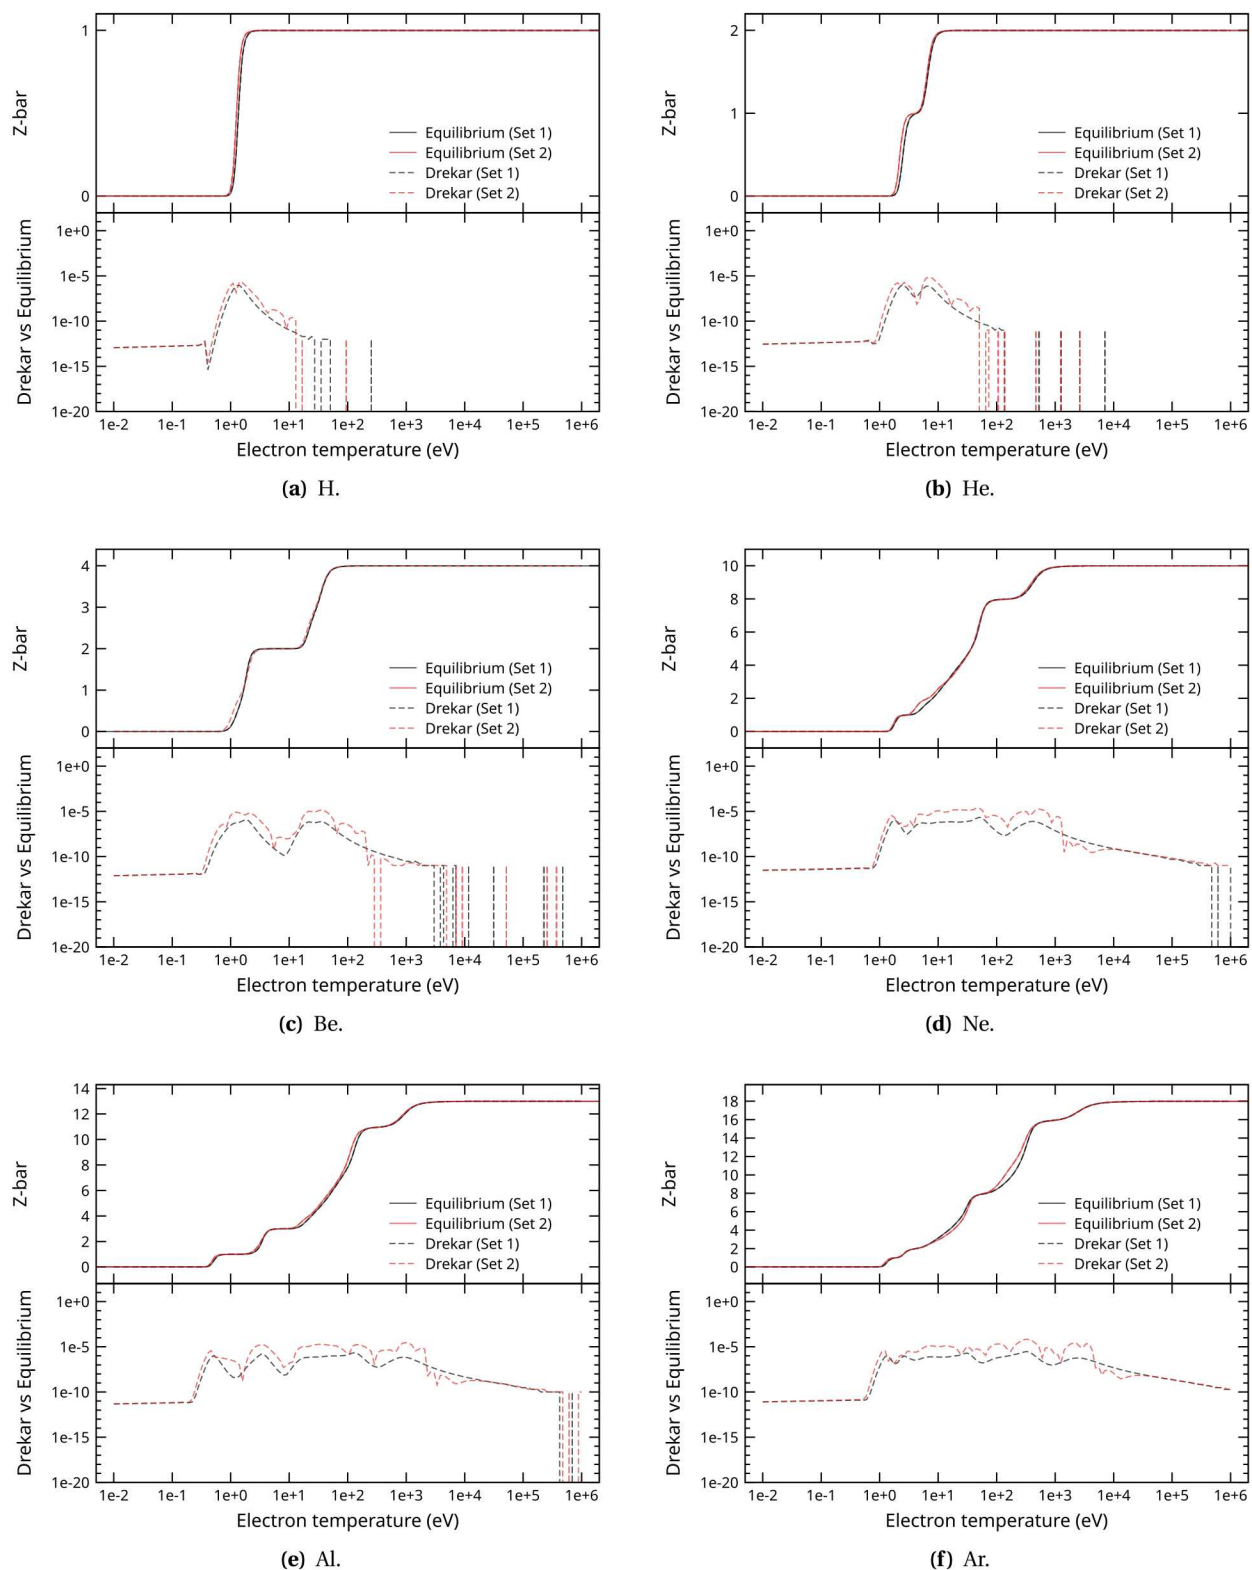 1
0
Z-bar
Equilibrium (Set 1)
Equilibrium (Set 2)
Drekar (Set 1)
Drekar (Set 2)
1e+0
1e-5
1e-10
1e-15
1e-20
Drekar vs Equilibrium
1e-2 1e-1 1e+0 1e+1 1e+2 1e+3 1e+4 1e+5 1e+6
Electron temperature (eV)
(a) H.
2
1
0
Z-bar
Equilibrium (Set 1)
Equilibrium (Set 2)
Drekar (Set 1)
Drekar (Set 2)
1e+0
1e-5
1e-10
1e-15
1e-20
Drekar vs Equilibrium
1e-2 1e-1 1e+0 1e+1 1e+2 1e+3 1e+4 1e+5 1e+6
Electron temperature (eV)
(b) He.
4
3
2
1
0
Z-bar
Equilibrium (Set 1)
Equilibrium (Set 2)
Drekar (Set 1)
Drekar (Set 2)
1e+0
1e-5
1e-10
1e-15
1e-20
Drekar vs Equilibrium
1e-2 1e-1 1e+0 1e+1 1e+2 1e+3 1e+4 1e+5 1e+6
Electron temperature (eV)
(c) Be.
10
8
6
4
2
0
Z-bar
Equilibrium (Set 1)
Equilibrium (Set 2)
Drekar (Set 1)
Drekar (Set 2)
1e+0
1e-5
1e-10
1e-15
1e-20
Drekar vs Equilibrium
1e-2 1e-1 1e+0 1e+1 1e+2 1e+3 1e+4 1e+5 1e+6
Electron temperature (eV)
(d) Ne.
14
12
10
8
6
4
2
0
Z-bar
Equilibrium (Set 1)
Equilibrium (Set 2)
Drekar (Set 1)
Drekar (Set 2)
1e+0
1e-5
1e-10
1e-15
1e-20
Drekar vs Equilibrium
1e-2 1e-1 1e+0 1e+1 1e+2 1e+3 1e+4 1e+5 1e+6
Electron temperature (eV)
(e) Al.
18
16
14
12
10
8
6
4
2
0
Z-bar
Equilibrium (Set 1)
Equilibrium (Set 2)
Drekar (Set 1)
Drekar (Set 2)
1e+0
1e-5
1e-10
1e-15
1e-20
Drekar vs Equilibrium
1e-2 1e-1 1e+0 1e+1 1e+2 1e+3 1e+4 1e+5 1e+6
Electron temperature (eV)
(f) Ar.